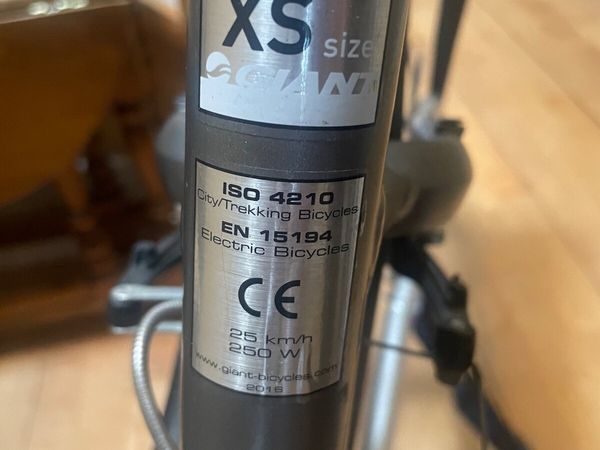 XS size
GIANT
ISO 4210
City/Trekking Bicycles
EN 15194
Electric Bicycles
CE
25 km/h
250 W
www.giant-bicycles.com
2016